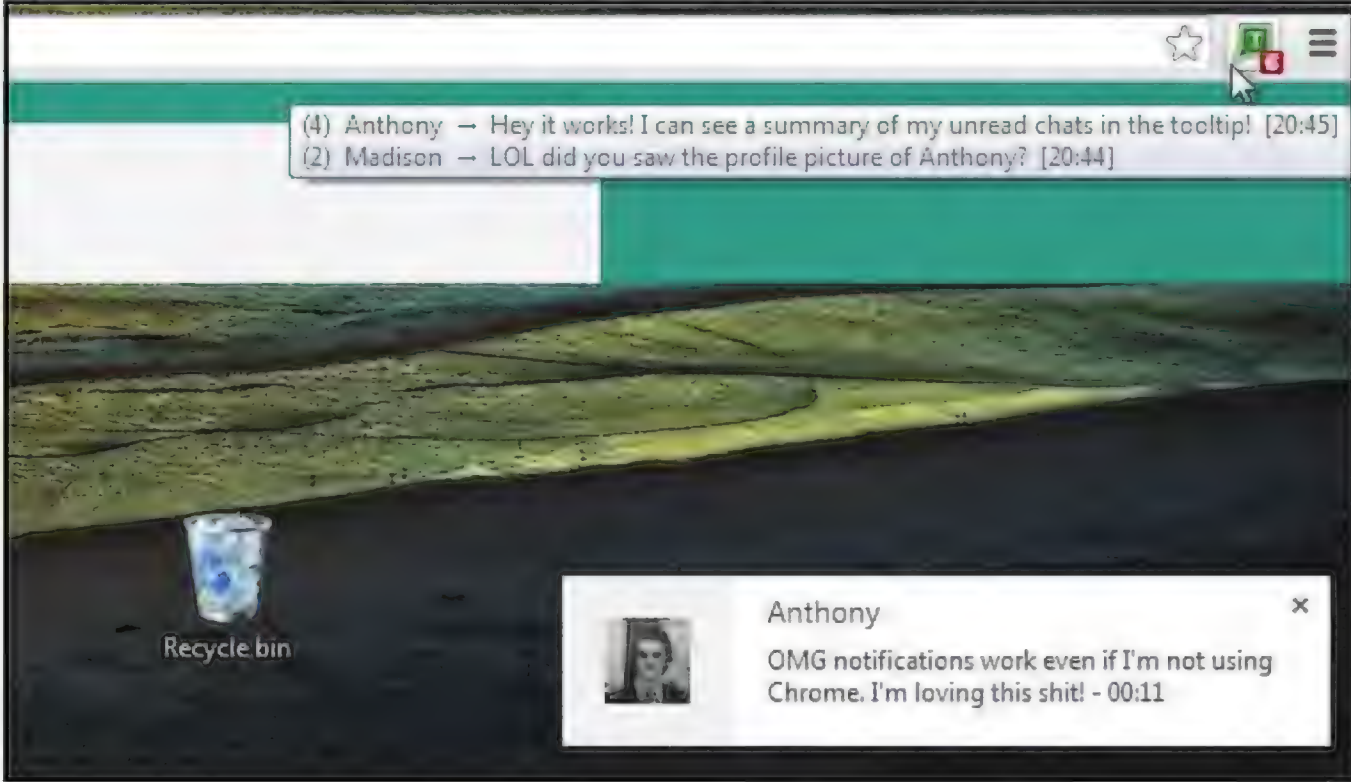 (4) Anthony → Hey it works! I can see a summary of my unread chats in the tooltip! [20:45]
(2) Madison → LOL did you saw the profile picture of Anthony? [20:44]
Recycle bin
Anthony
OMG notifications work even if I'm not using
Chrome. I'm loving this shit! - 00:11